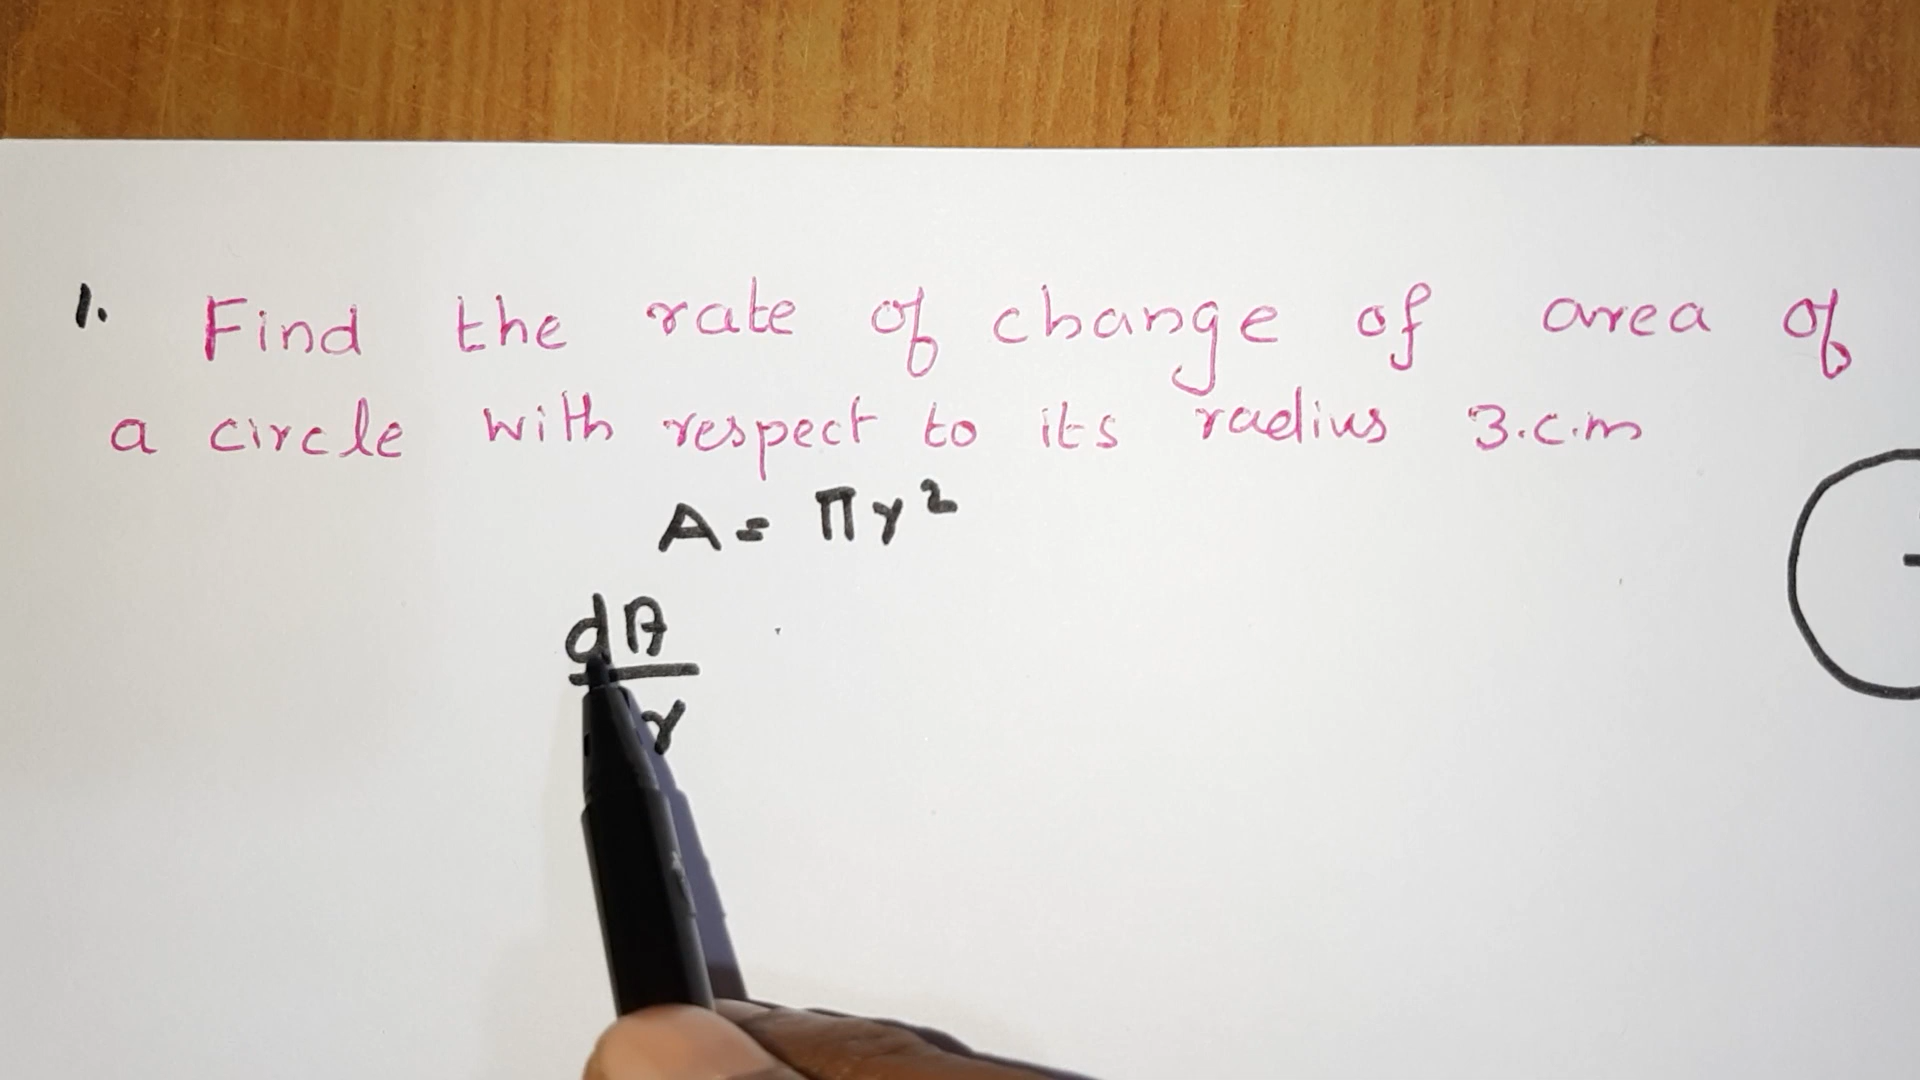 1. Find the rate of change of area of
a circle with respect to its radius 3.c.m
A = πr²
dA
r